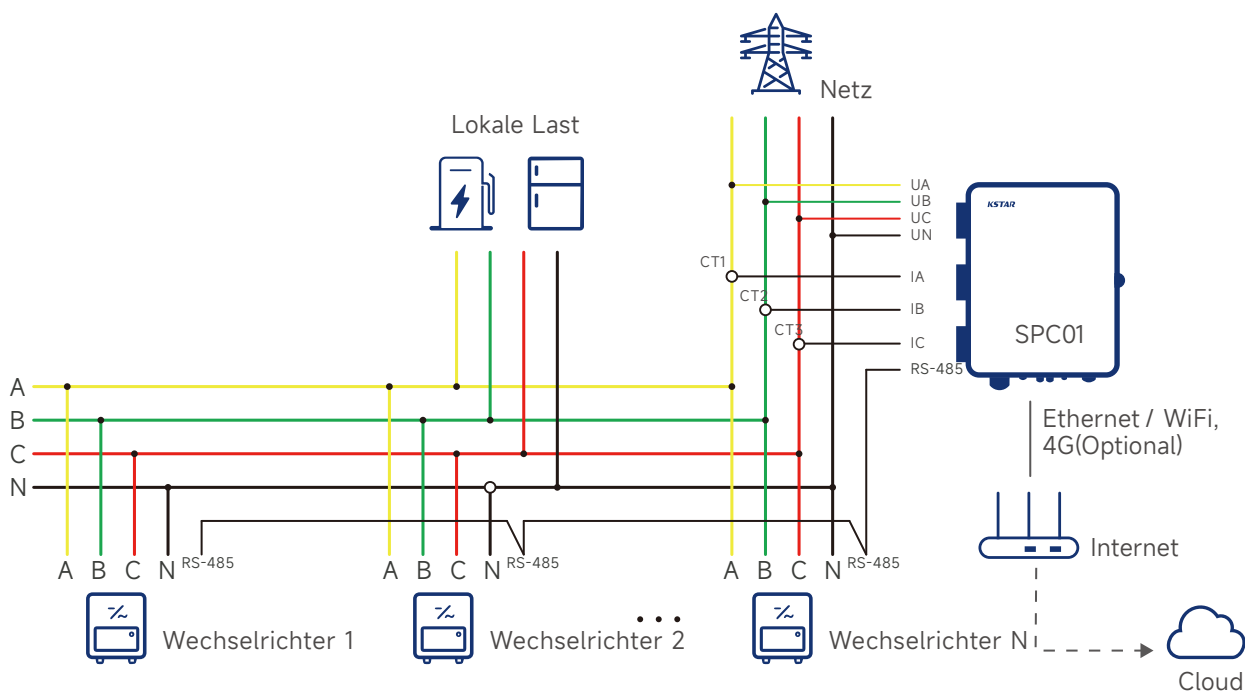 Netz
Lokale Last
UA
UB
UC
UN
KSTAR
CT1
IA
CT2
IB
CT3
IC
SPC01
RS-485
A
B
C
N
Ethernet / WiFi,
4G(Optional)
Internet
A B C N RS-485
A B C N RS-485
A B C N RS-485
Wechselrichter 1
Wechselrichter 2
...
Wechselrichter N
Cloud